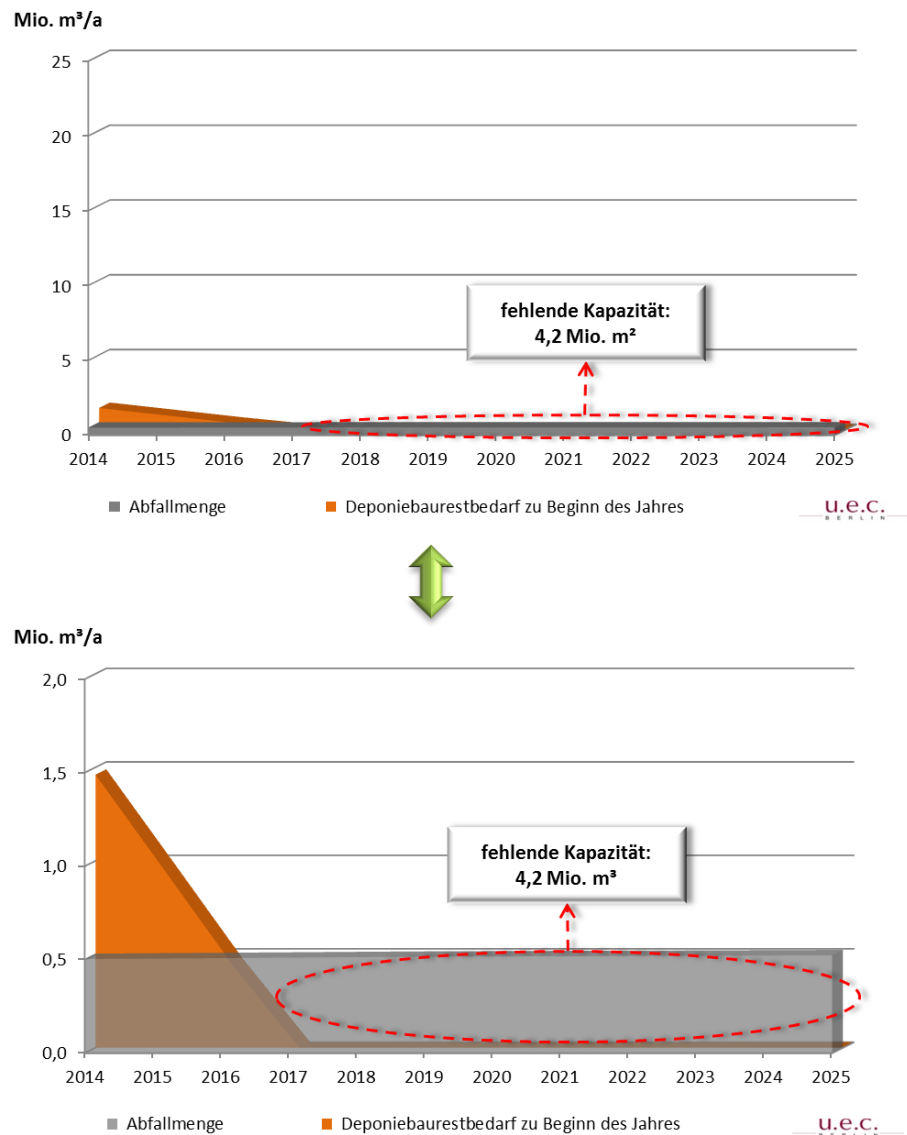 Mio. m³/a
25
20
15
10
5
0
fehlende Kapazität:
4,2 Mio. m²
2014 2015 2016 2017 2018 2019 2020 2021 2022 2023 2024 2025
Abfallmenge Deponiebaurestbedarf zu Beginn des Jahres
u.e.c.
BERLIN
Mio. m³/a
2,0
1,5
1,0
0,5
0,0
fehlende Kapazität:
4,2 Mio. m³
2014 2015 2016 2017 2018 2019 2020 2021 2022 2023 2024 2025
Abfallmenge Deponiebaurestbedarf zu Beginn des Jahres
u.e.c.